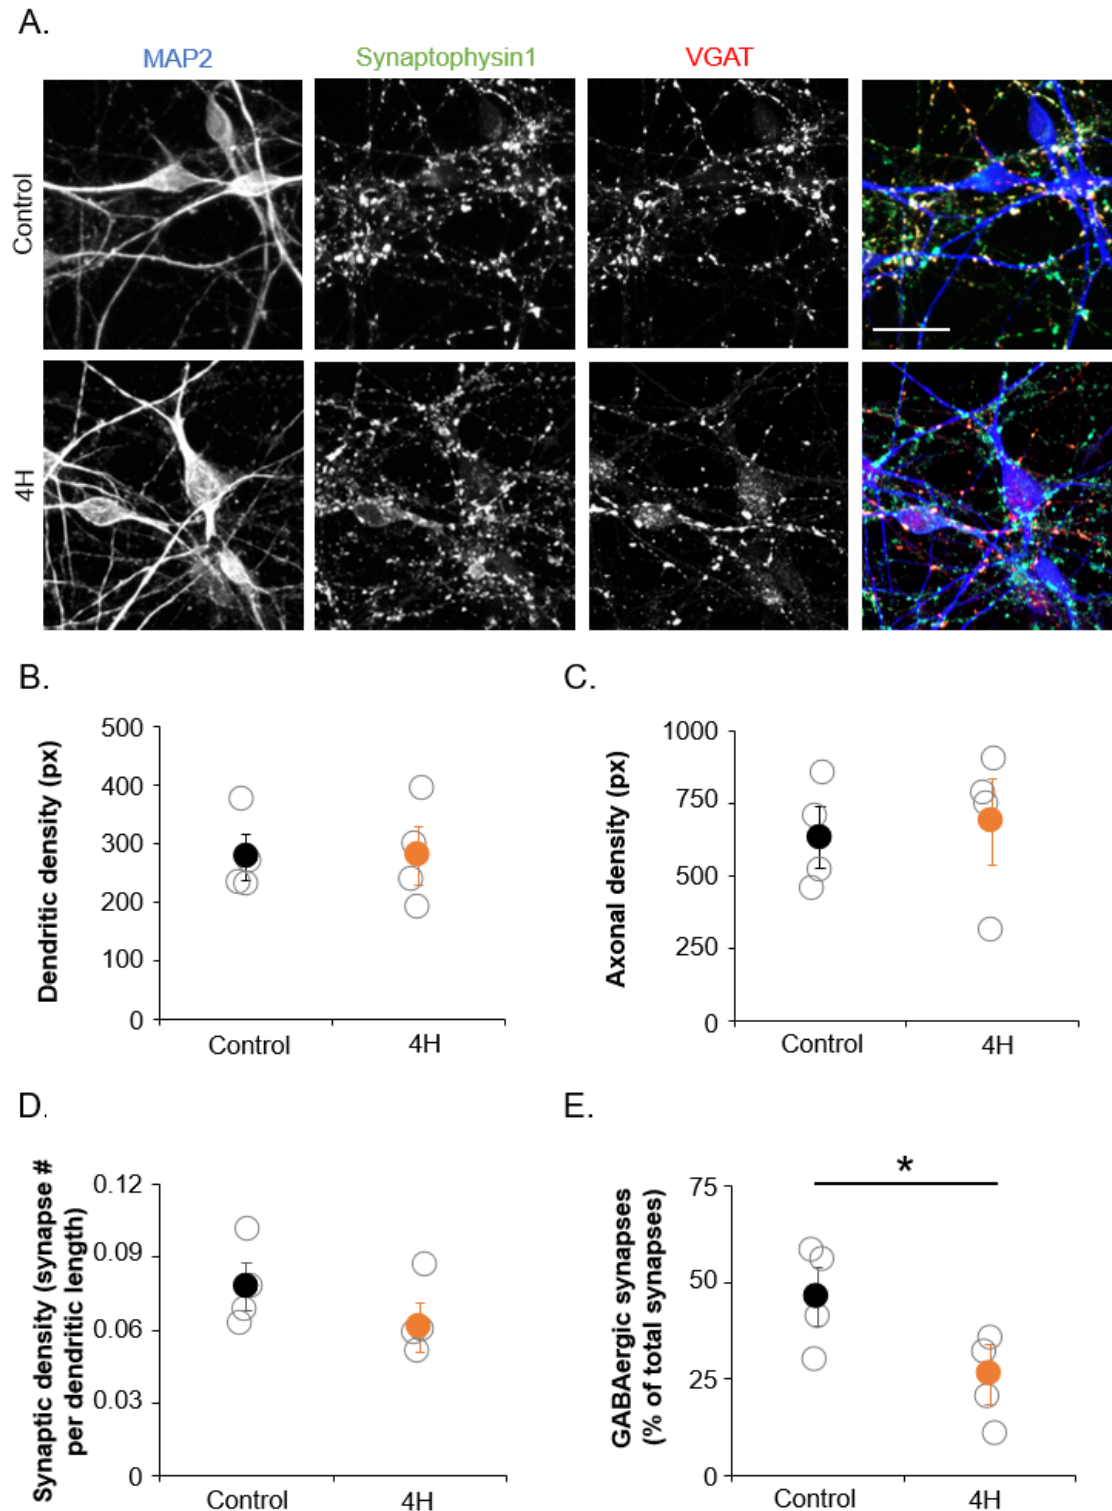 A.
MAP2 Synaptophysin1 VGAT
Control
4H
B.
Dendritic density (px)
500
400
300
200
100
0
Control 4H
C.
Axonal density (px)
1000
750
500
250
0
Control 4H
D.
Synaptic density (synapse #
per dendritic length)
0.12
0.09
0.06
0.03
0
Control 4H
E.
GABAergic synapses
(% of total synapses)
75
50
25
0
*
Control 4H